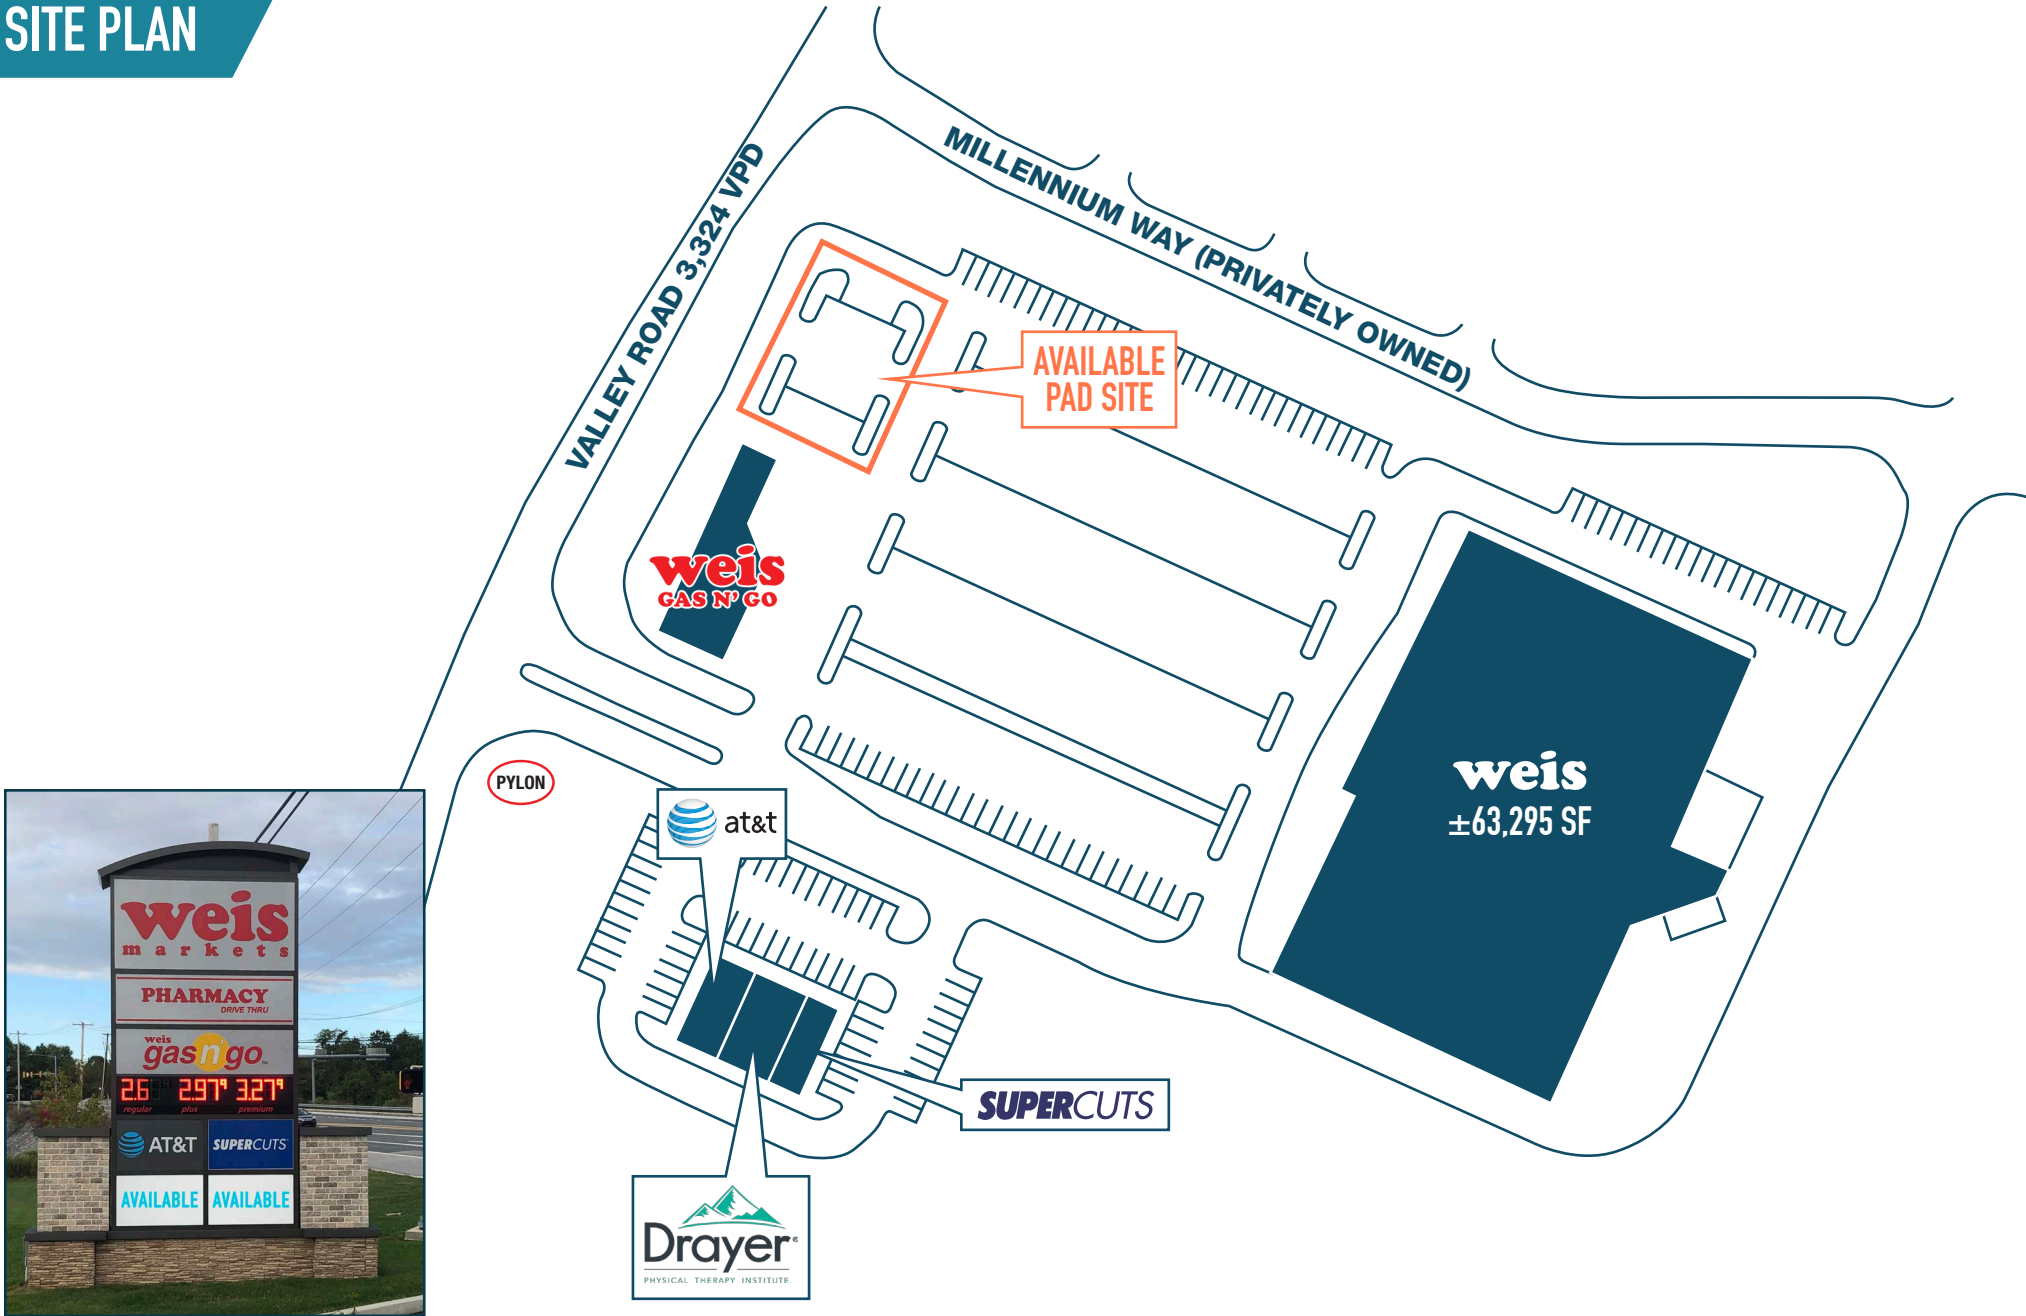 SITE PLAN
VALLEY ROAD 3,324 VPD
MILLENNIUM WAY (PRIVATELY OWNED)
AVAILABLE
PAD SITE
weis
GAS N' GO
PYLON
at&t
weis
±63,295 SF
SUPERCUTS
Drayer®
PHYSICAL THERAPY INSTITUTE
weis
markets
PHARMACY
DRIVE THRU
weis
gas n' go
2.6 2.97⁹ 3.27⁹
regular plus premium
AT&T SUPERCUTS
AVAILABLE AVAILABLE